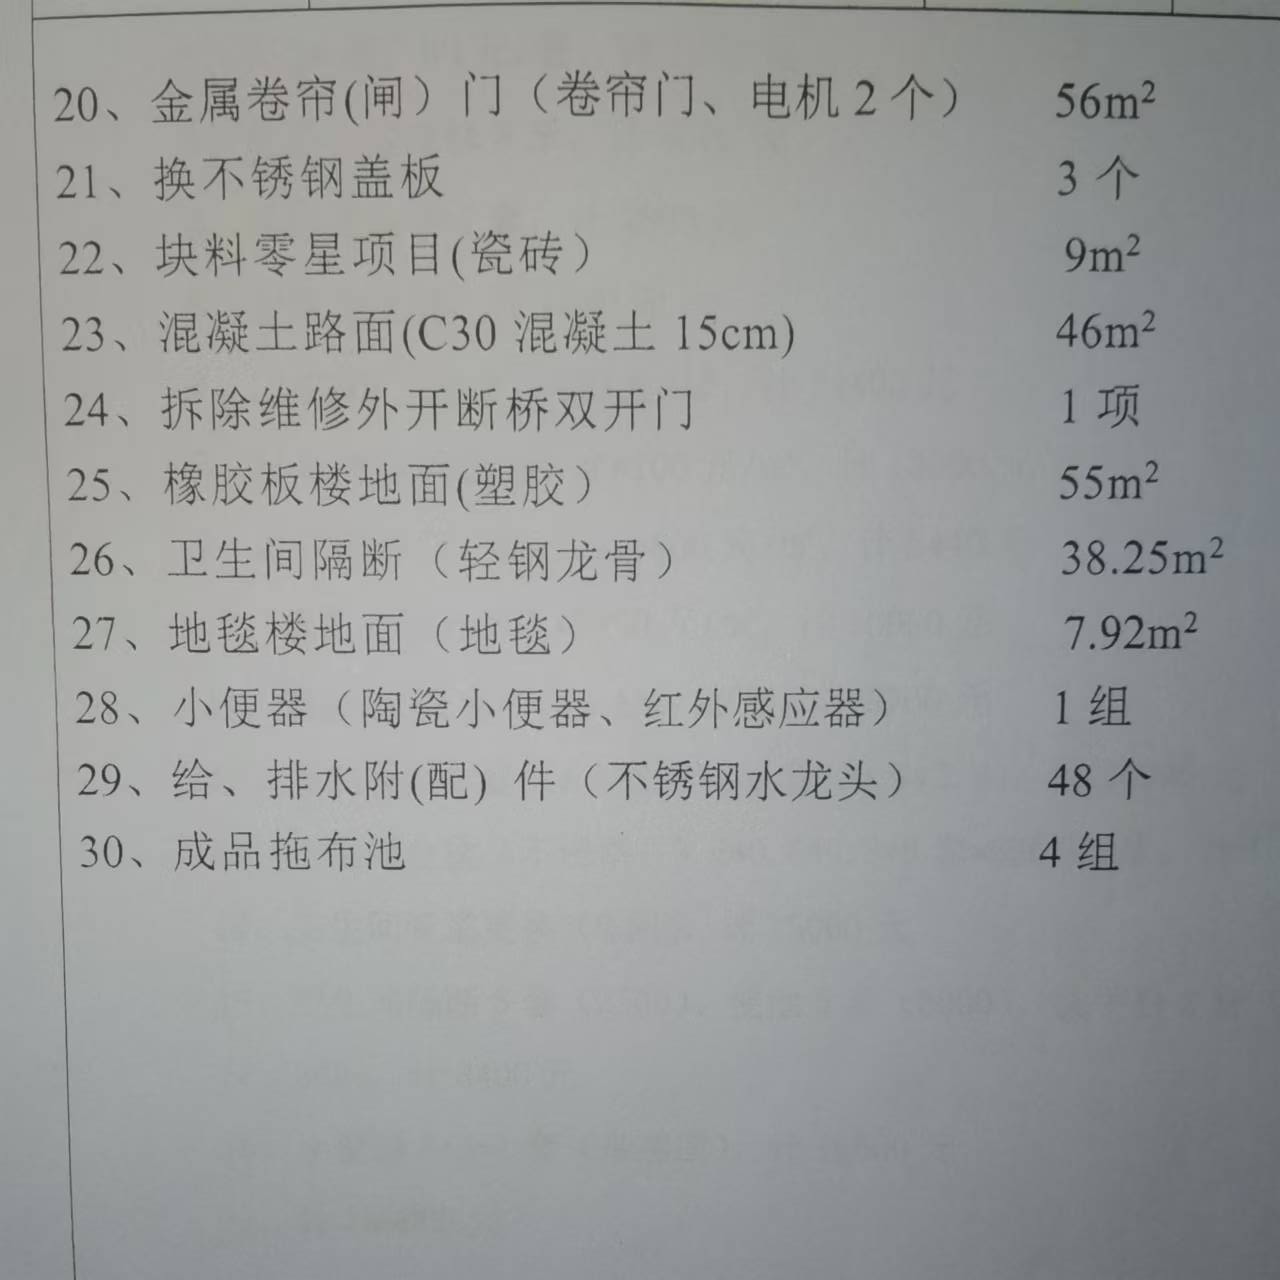 20、金属卷帘(闸）门（卷帘门、电机 2 个） 56m²
21、换不锈钢盖板 3 个
22、块料零星项目(瓷砖） 9m²
23、混凝土路面(C30 混凝土 15cm) 46m²
24、拆除维修外开断桥双开门 1 项
25、橡胶板楼地面(塑胶） 55m²
26、卫生间隔断（轻钢龙骨） 38.25m²
27、地毯楼地面（地毯） 7.92m²
28、小便器（陶瓷小便器、红外感应器） 1 组
29、给、排水附(配) 件（不锈钢水龙头） 48 个
30、成品拖布池 4 组